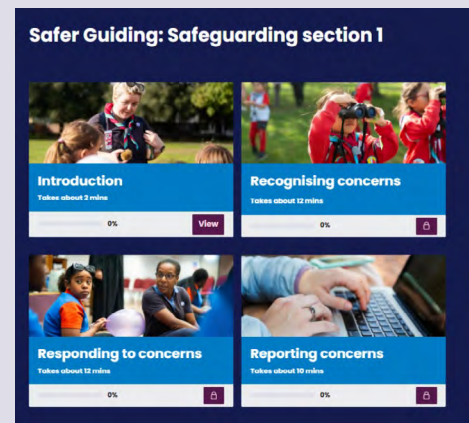 Safer Guiding: Safeguarding section 1
Introduction
Takes about 2 mins
0%
View
Recognising concerns
Takes about 12 mins
0%
Responding to concerns
Takes about 12 mins
0%
Reporting concerns
Takes about 10 mins
0%